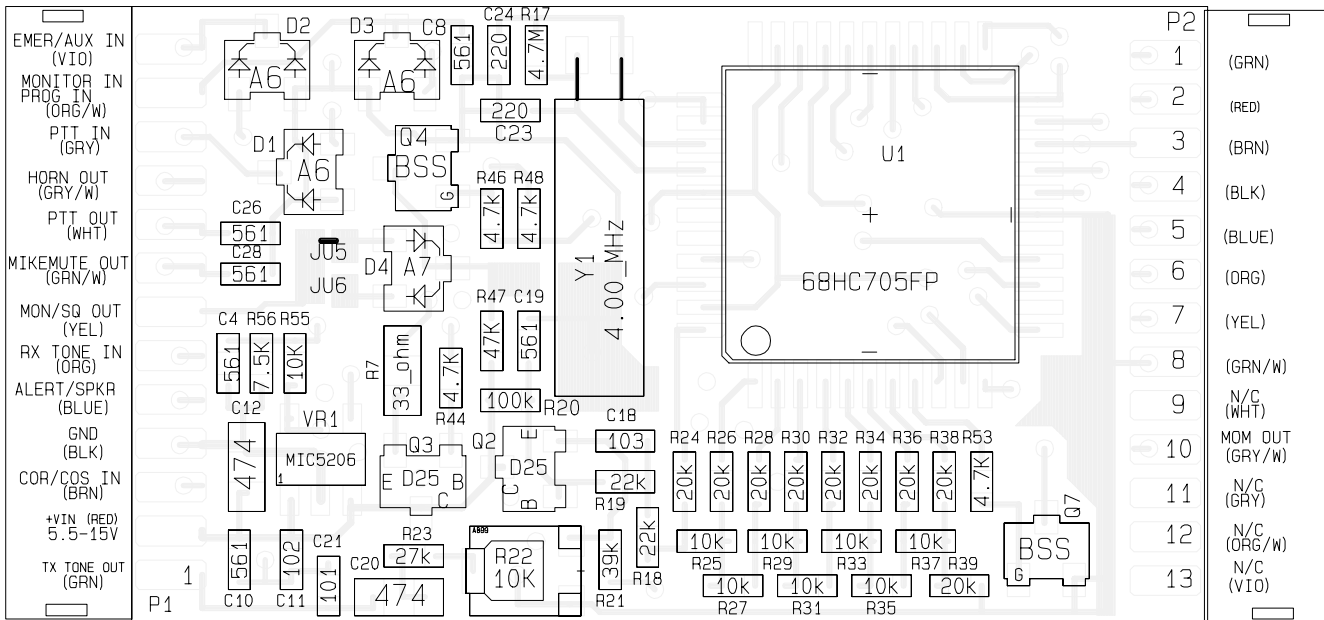 EMER/AUX IN
(VIO)
MONITOR IN
PROG IN
(ORG/W)
PTT IN
(GRY)
HORN OUT
(GRY/W)
PTT OUT
(WHT)
MIKEMUTE OUT
(GRN/W)
MON/SQ OUT
(YEL)
RX TONE IN
(ORG)
ALERT/SPKR
(BLUE)
GND
(BLK)
COR/COS IN
(BRN)
+VIN (RED)
5.5-15V
TX TONE OUT
(GRN)
1
P1
D2
A6
D3
A6
C8
561
C24
220
R17
4.7M
220
C23
D1
A6
Q4
BSS
G
R46
4.7K
R48
4.7K
C26
561
C28
561
JU5
JU6
D4
A7
Y1
4.00_MHZ
U1
68HC705FP
C4
561
R56
7.5K
R55
10K
R7
33_ohm
4.7K
R44
R47
47K
C19
561
100k
R20
C12
474
VR1
MIC5206
1
Q3
E
D25
B
C
Q2
E
D25
C
B
C18
103
22k
R19
R24
20k
R26
20k
R28
20k
R30
20k
R32
20k
R34
20k
R36
20k
R38
20k
R53
4.7K
561
C10
102
C11
C21
101
C20
474
R23
27k
A899
R22
10K
39k
R21
22k
R18
10k
R25
10k
R27
10k
R29
10k
R31
10k
R33
10k
R35
10k
R37
R39
20k
Q7
BSS
G
P2
1
(GRN)
2
(RED)
3
(BRN)
4
(BLK)
5
(BLUE)
6
(ORG)
7
(YEL)
8
(GRN/W)
9
N/C
(WHT)
10
MOM OUT
(GRY/W)
11
N/C
(GRY)
12
N/C
(ORG/W)
13
N/C
(VIO)